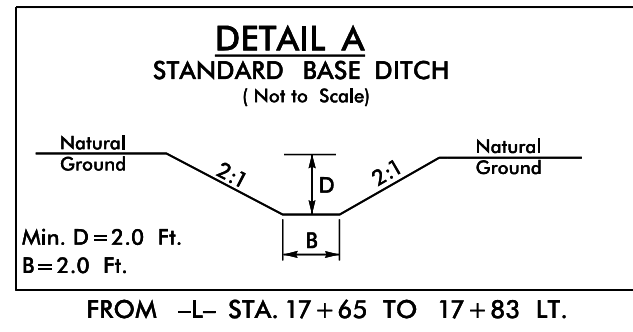 DETAIL A
STANDARD BASE DITCH
( Not to Scale)
Natural
Ground
2:1
D
2:1
Natural
Ground
Min. D=2.0 Ft.
B
B=2.0 Ft.
FROM –L– STA. 17+65 TO 17+83 LT.